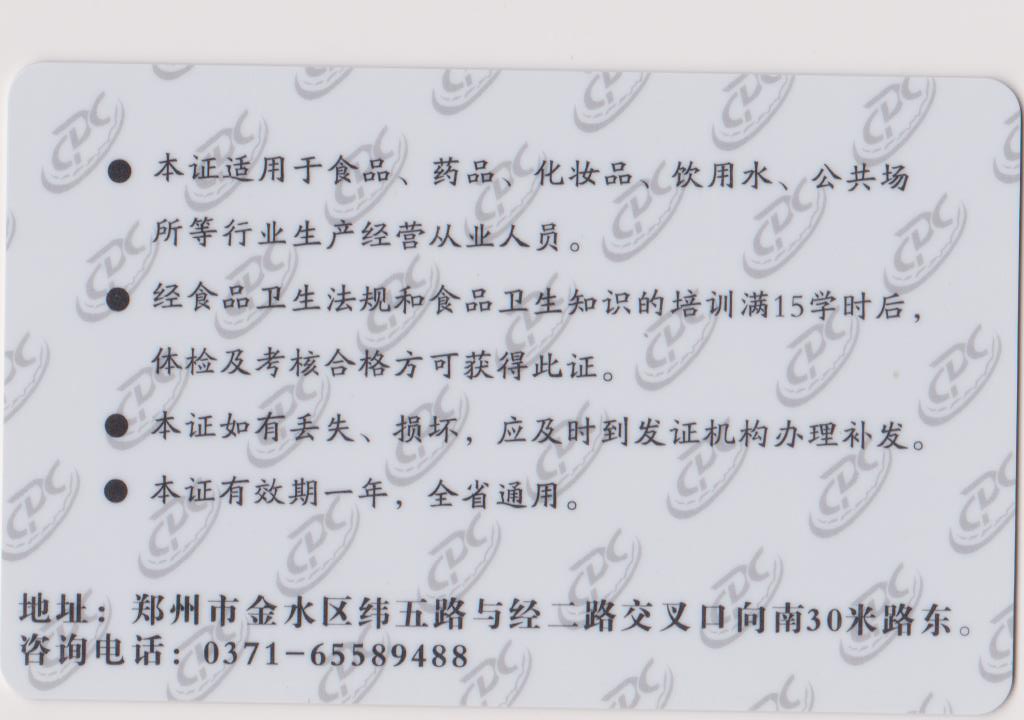 ● 本证适用于食品、药品、化妆品、饮用水、公共场
所等行业生产经营从业人员。
● 经食品卫生法规和食品卫生知识的培训满15学时后，
体检及考核合格方可获得此证。
● 本证如有丢失、损坏，应及时到发证机构办理补发。
● 本证有效期一年，全省通用。
地址：郑州市金水区纬五路与经二路交叉口向南30米路东。
咨询电话：0371-65589488